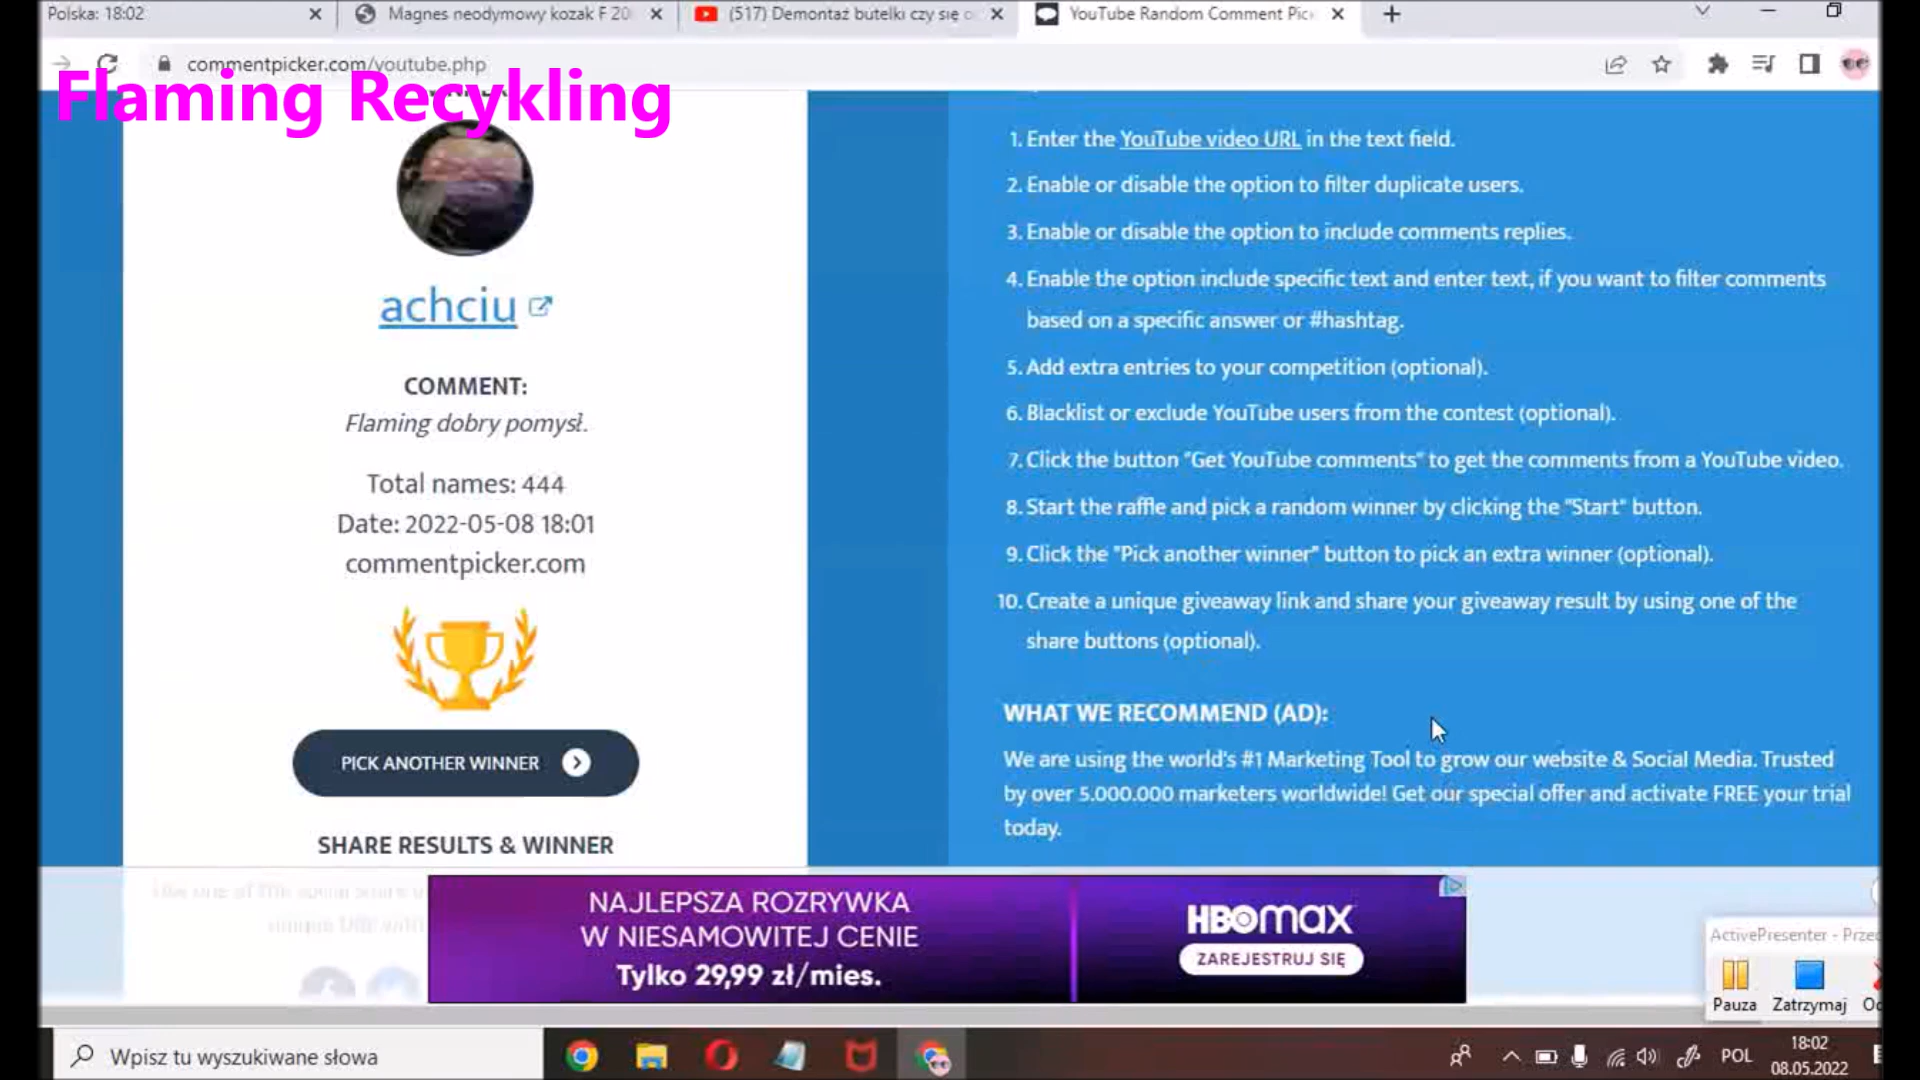 Polska: 18:02
Magnes neodymowy kozak F 20
(517) Demontaż butelki czy się o
YouTube Random Comment Pic
commentpicker.com/youtube.php
Flaming Recykling
achciu
COMMENT:
Flaming dobry pomysł.
Total names: 444
Date: 2022-05-08 18:01
commentpicker.com
PICK ANOTHER WINNER
SHARE RESULTS & WINNER
1. Enter the YouTube video URL in the text field.
2. Enable or disable the option to filter duplicate users.
3. Enable or disable the option to include comments replies.
4. Enable the option include specific text and enter text, if you want to filter comments
based on a specific answer or #hashtag.
5. Add extra entries to your competition (optional).
6. Blacklist or exclude YouTube users from the contest (optional).
7. Click the button "Get YouTube comments" to get the comments from a YouTube video.
8. Start the raffle and pick a random winner by clicking the "Start" button.
9. Click the "Pick another winner" button to pick an extra winner (optional).
10. Create a unique giveaway link and share your giveaway result by using one of the
share buttons (optional).
WHAT WE RECOMMEND (AD):
We are using the world's #1 Marketing Tool to grow our website & Social Media. Trusted
by over 5.000.000 marketers worldwide! Get our special offer and activate FREE your trial
today.
NAJLEPSZA ROZRYWKA
W NIESAMOWITEJ CENIE
Tylko 29,99 zł/mies.
HBOMAX
ZAREJESTRUJ SIĘ
ActivePresenter - Prze
Pauza
Zatrzymaj
Wpisz tu wyszukiwane słowa
POL
18:02
08.05.2022